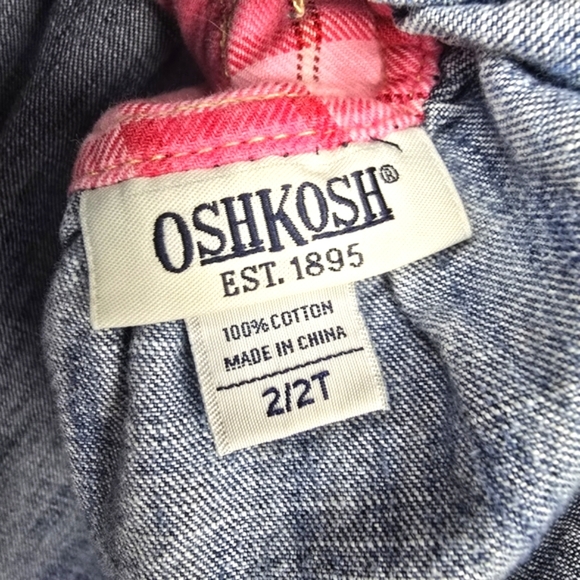 OSHKOSH®
EST. 1895
100% COTTON
MADE IN CHINA
2/2T